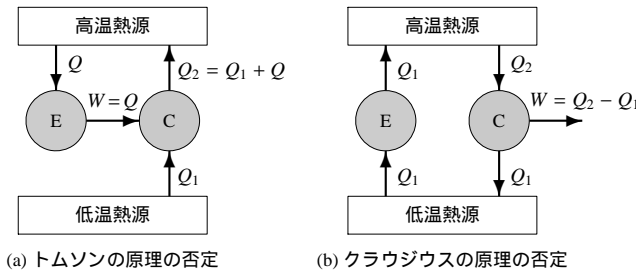 高温熱源
Q
Q₂ = Q₁ + Q
W = Q
E
C
Q₁
低温熱源
(a) トムソンの原理の否定
高温熱源
Q₁
Q₂
E
C
W = Q₂ − Q₁
Q₁
Q₁
低温熱源
(b) クラウジウスの原理の否定